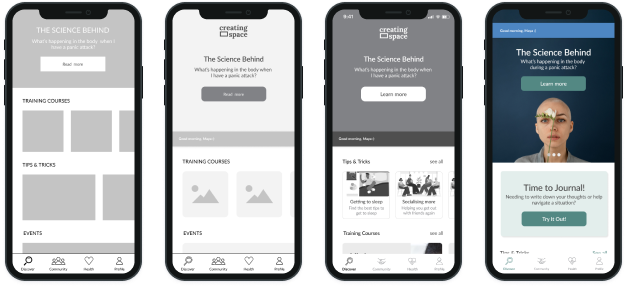 THE SCIENCE BEHIND
What's happening in the body when I
have a panic attack?
Read more
TRAINING COURSES
TIPS & TRICKS
EVENTS
Discover
Community
Health
Profile
creating
space
The Science Behind
What's happening in the body when
I have a panic attack?
Read more
Good morning Maps :)
TRAINING COURSES
EVENTS
Discover
Community
Health
Profile
9:41
creating
space
The Science Behind
What's happening in the body when
I have a panic attack?
Learn more
Good morning Maps :)
Tips & Tricks
see all
Getting to sleep
Find the best tips to
get to sleep
Socialising more
Helping you get out
with friends again
Training Courses
see all
Discover
Community
Health
Profile
Good morning Maps :)
The Science Behind
What's happening in the body
during a panic attack?
Learn more
Time to Journal!
Needing to write down your thoughts or help
navigate a situation?
Try It Out!
Tips & Tricks
See all
Discover
Community
Health
Profile